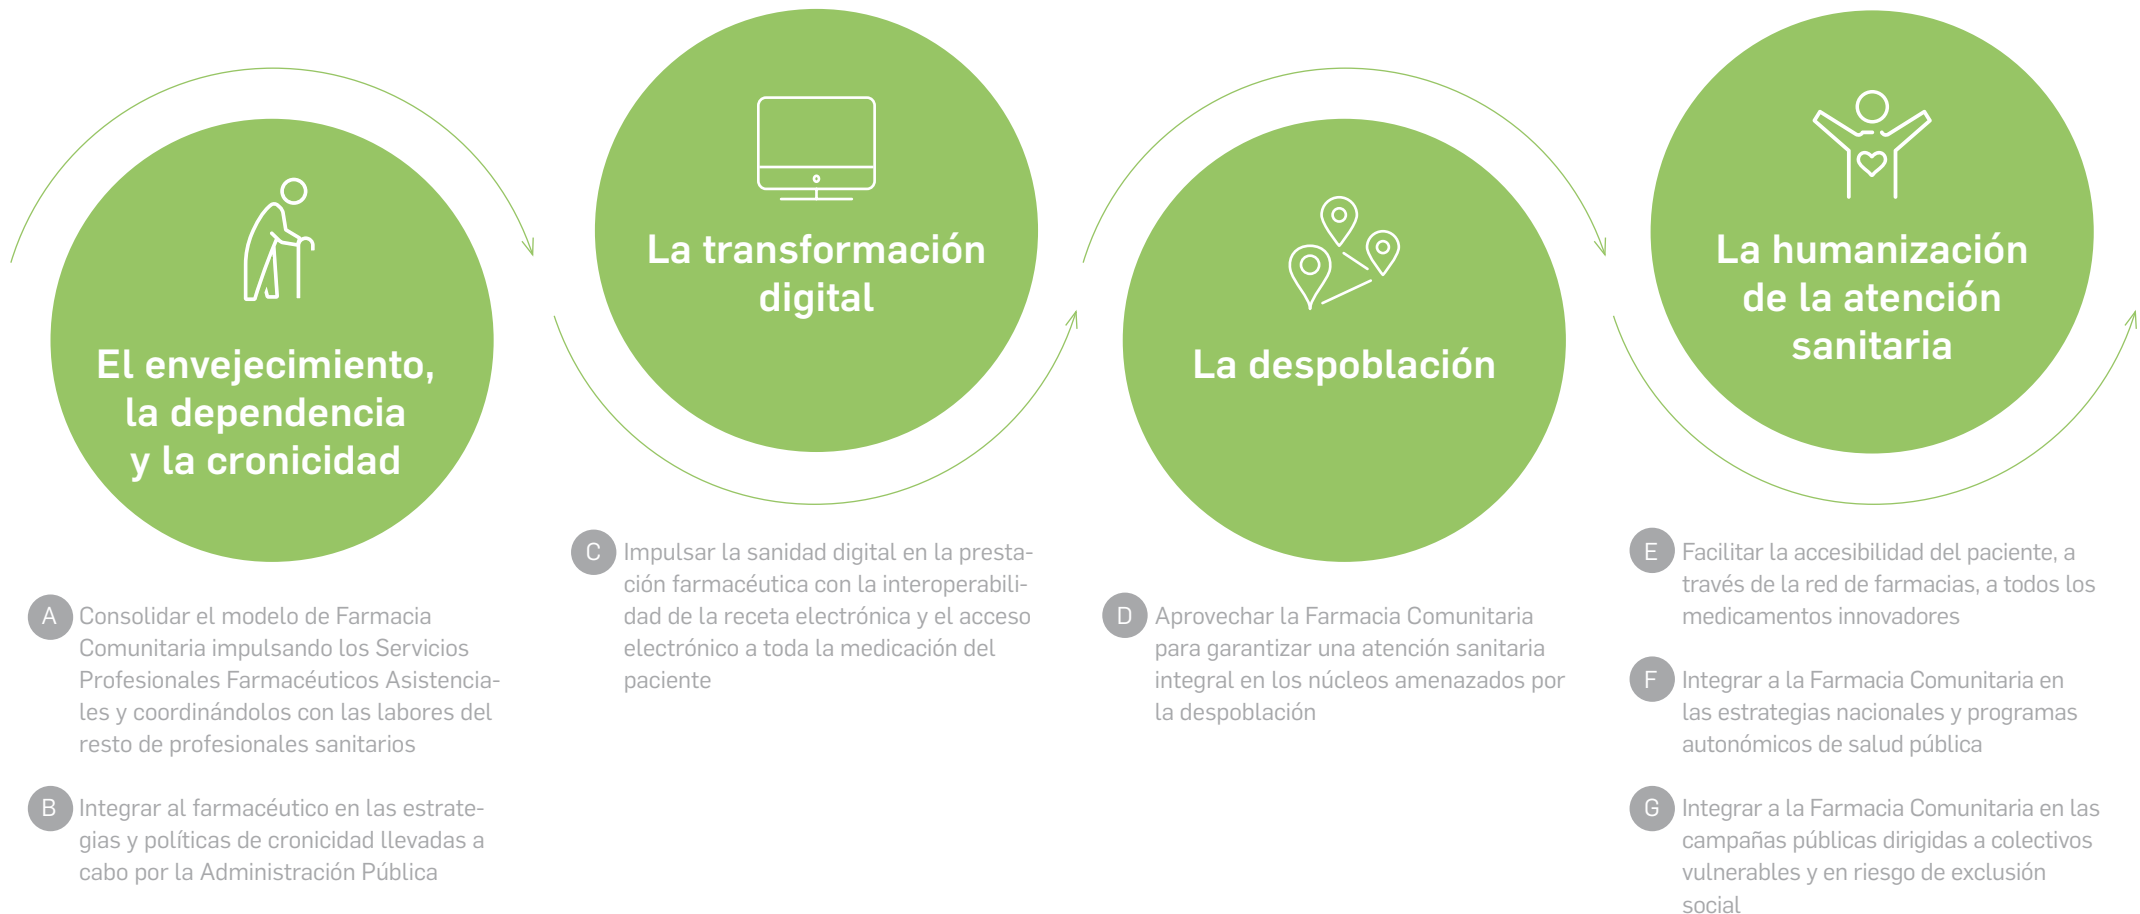 El envejecimiento,
la dependencia
y la cronicidad
A Consolidar el modelo de Farmacia
Comunitaria impulsando los Servicios
Profesionales Farmacéuticos Asistencia-
les y coordinándolos con las labores del
resto de profesionales sanitarios
B Integrar al farmacéutico en las estrate-
gias y políticas de cronicidad llevadas a
cabo por la Administración Pública
La transformación
digital
C Impulsar la sanidad digital en la presta-
ción farmacéutica con la interoperabili-
dad de la receta electrónica y el acceso
electrónico a toda la medicación del
paciente
La despoblación
D Aprovechar la Farmacia Comunitaria
para garantizar una atención sanitaria
integral en los núcleos amenazados por
la despoblación
La humanización
de la atención
sanitaria
E Facilitar la accesibilidad del paciente, a
través de la red de farmacias, a todos los
medicamentos innovadores
F Integrar a la Farmacia Comunitaria en
las estrategias nacionales y programas
autonómicos de salud pública
G Integrar a la Farmacia Comunitaria en las
campañas públicas dirigidas a colectivos
vulnerables y en riesgo de exclusión
social